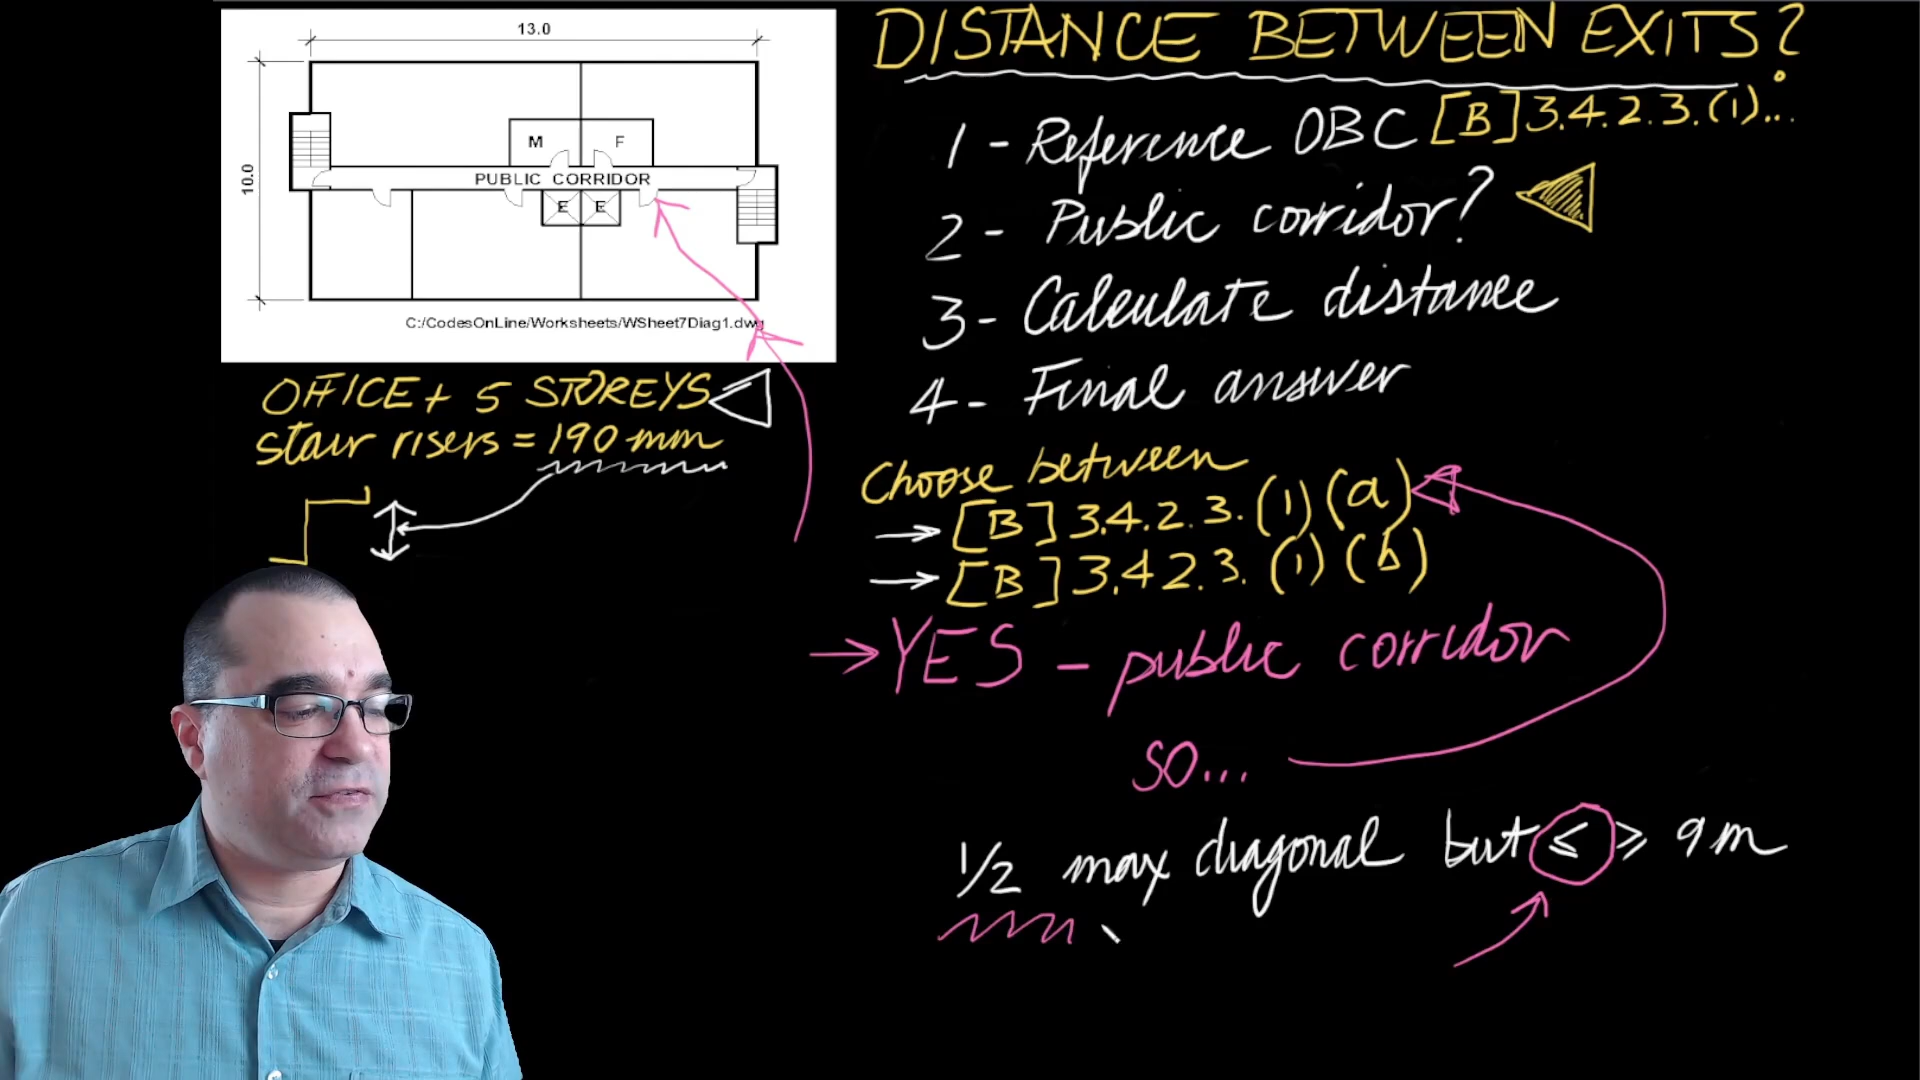 13.0
10.0
M
F
PUBLIC CORRIDOR
E E
C:/CodesOnLine/Worksheets/WSheet7Diag1.dwg
OFFICE + 5 STOREYS
stair risers = 190 mm
DISTANCE BETWEEN EXITS?
1 - Reference OBC [B] 3.4.2.3.(1)...
2 - Public corridor?
3 - Calculate distance
4 - Final answer
Choose between
→ [B] 3.4.2.3.(1)(a)
→ [B] 3.4.2.3.(1)(b)
→ YES - public corridor
SO...
1/2 max diagonal but ≤ ≥ 9m